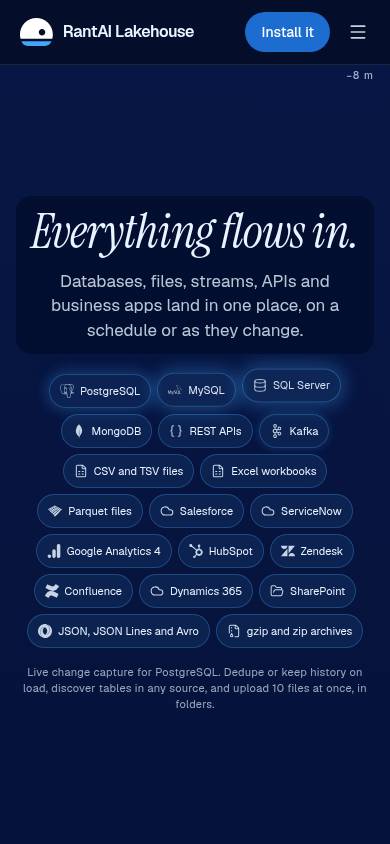 RantAI Lakehouse
Install it
−8 m
Everything flows in.
Databases, files, streams, APIs and
business apps land in one place, on a
schedule or as they change.
PostgreSQL
MySQL
SQL Server
MongoDB
REST APIs
Kafka
CSV and TSV files
Excel workbooks
Parquet files
Salesforce
ServiceNow
Google Analytics 4
HubSpot
Zendesk
Confluence
Dynamics 365
SharePoint
JSON, JSON Lines and Avro
gzip and zip archives
Live change capture for PostgreSQL. Dedupe or keep history on
load, discover tables in any source, and upload 10 files at once, in
folders.